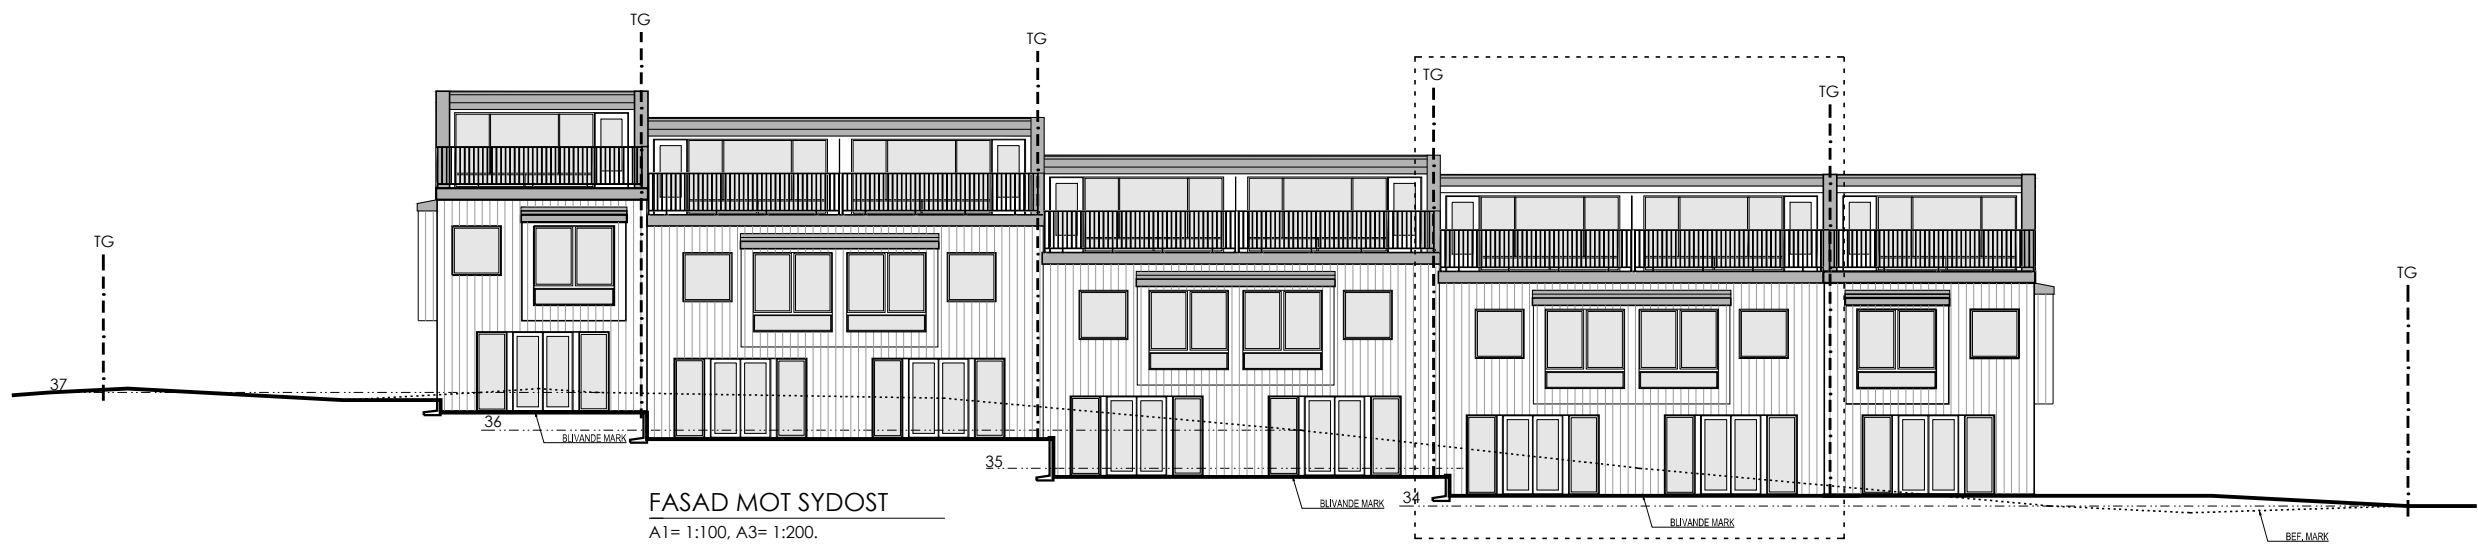 TG
TG
TG
TG
TG
TG
37
36
BLIVANDE MARK
35
34
BLIVANDE MARK
BLIVANDE MARK
BEF. MARK
FASAD MOT SYDOST
A1= 1:100, A3= 1:200.